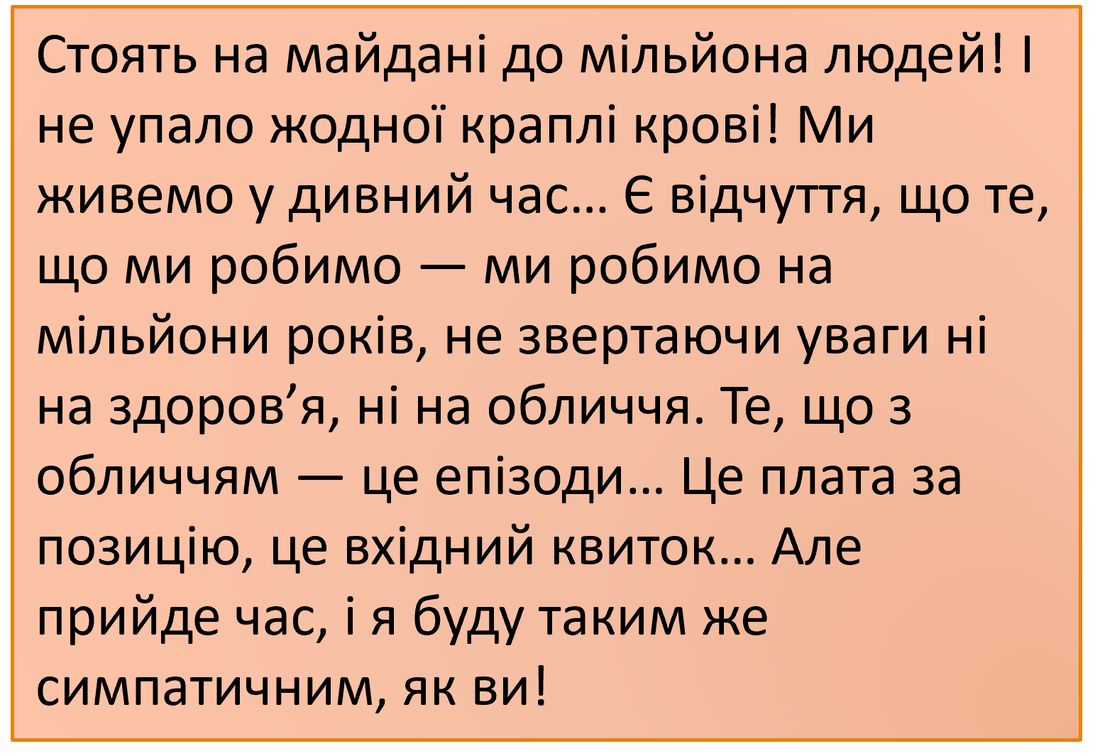 Стоять на майдані до мільйона людей! І
не упало жодної краплі крові! Ми
живемо у дивний час… Є відчуття, що те,
що ми робимо — ми робимо на
мільйони років, не звертаючи уваги ні
на здоров’я, ні на обличчя. Те, що з
обличчям — це епізоди… Це плата за
позицію, це вхідний квиток… Але
прийде час, і я буду таким же
симпатичним, як ви!